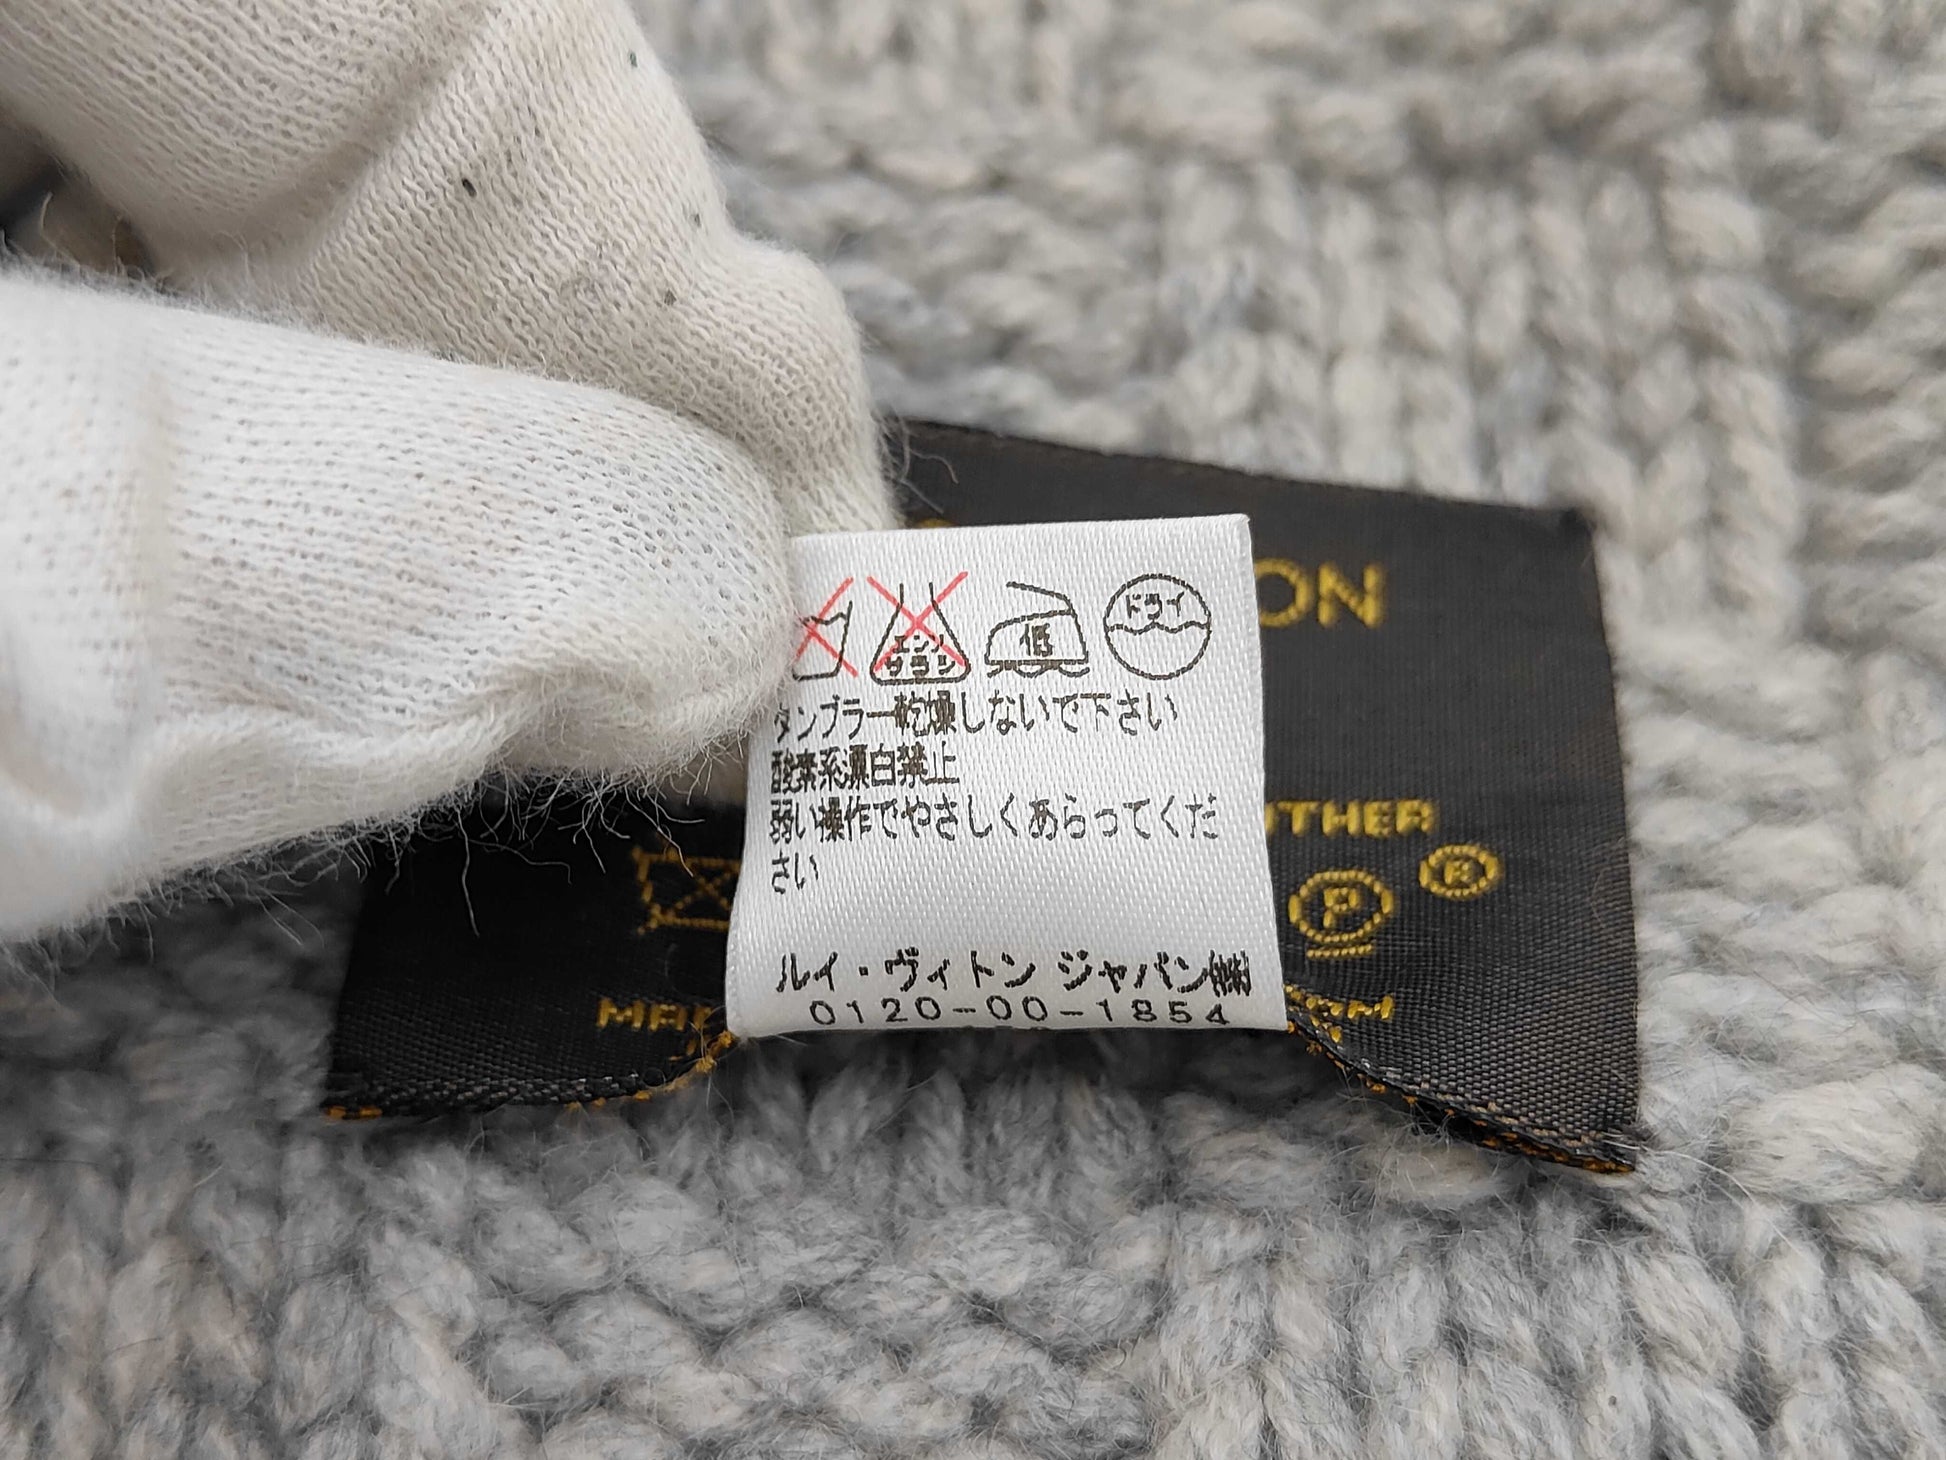 エンソ
サラシ
低
ドライ
タンブラー乾燥しないで下さい
酸素系漂白禁止
弱い操作でやさしくあらってくだ
さい
ルイ・ヴィトン ジャパン㈱
0120-00-1854
ON
THER
P
R
MA